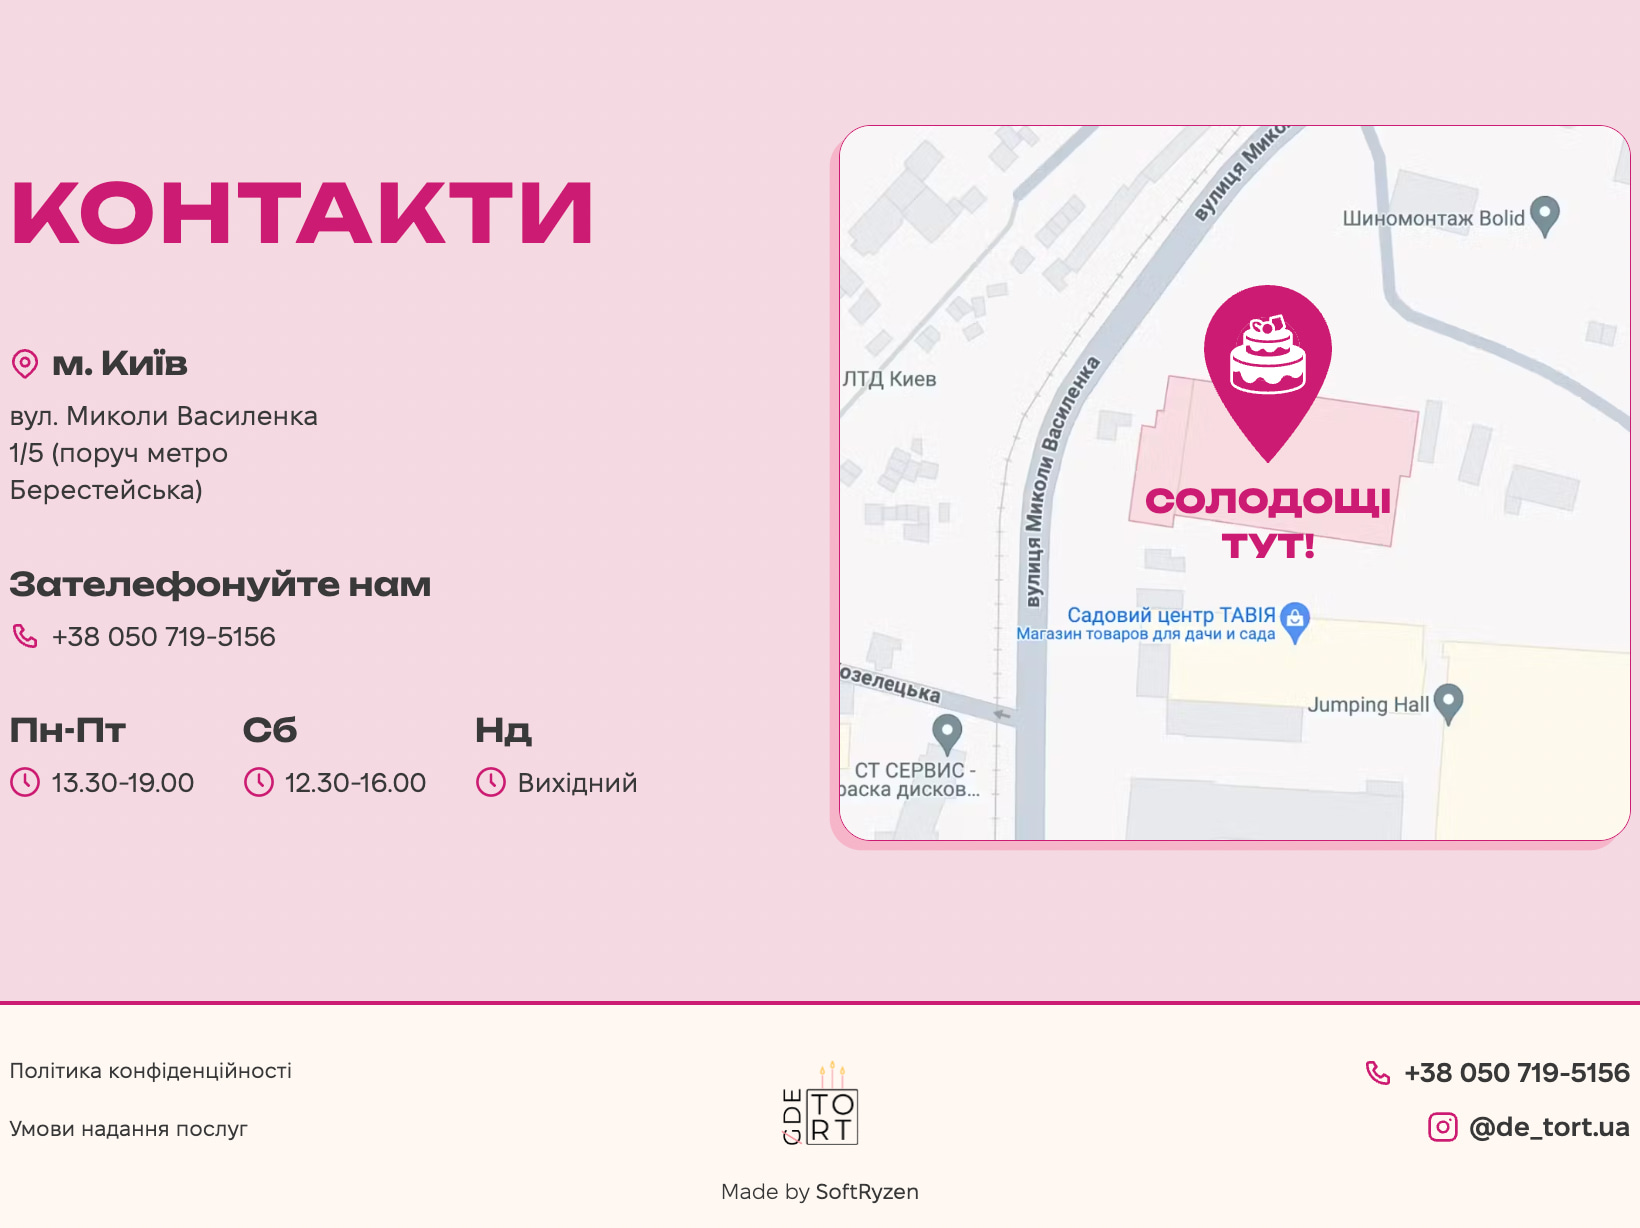 КОНТАКТИ
м. Київ
вул. Миколи Василенка
1/5 (поруч метро
Берестейська)
Зателефонуйте нам
+38 050 719-5156
Пн-Пт
13.30-19.00
Сб
12.30-16.00
Нд
Вихідний
вулиця Микол
Шиномонтаж Bolid
ЛТД Киев
вулиця Миколи Василенка
СОЛОДОЩІ
ТУТ!
Садовий центр ТАВІЯ
Магазин товаров для дачи и сада
озелецька
Jumping Hall
СТ СЕРВИС -
раска дисков...
Політика конфіденційності
Умови надання послуг
GDE
TO
RT
Made by SoftRyzen
+38 050 719-5156
@de_tort.ua